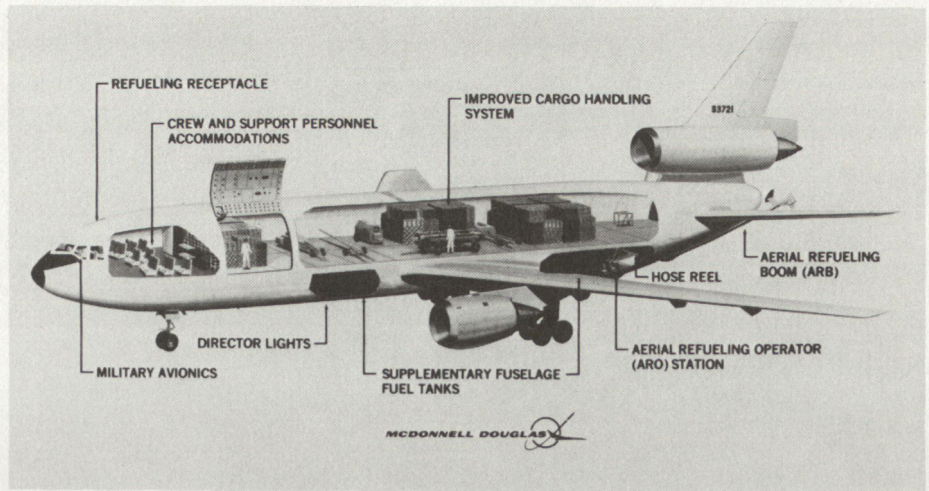 REFUELING RECEPTACLE
CREW AND SUPPORT PERSONNEL
ACCOMMODATIONS
IMPROVED CARGO HANDLING
SYSTEM
93721
AERIAL REFUELING
BOOM (ARB)
HOSE REEL
AERIAL REFUELING OPERATOR
(ARO) STATION
DIRECTOR LIGHTS
MILITARY AVIONICS
SUPPLEMENTARY FUSELAGE
FUEL TANKS
MCDONNELL DOUGLAS